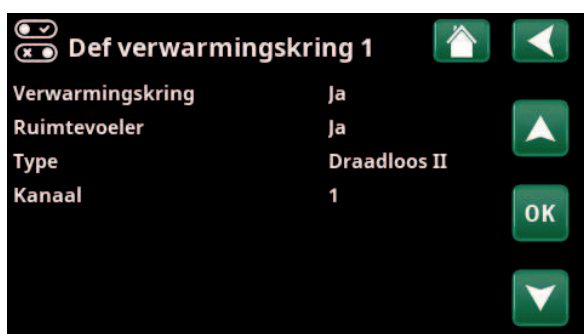 Def verwarmingskring 1
Verwarmingskring Ja
Ruimtevoeler Ja
Type Draadloos II
Kanaal 1
OK